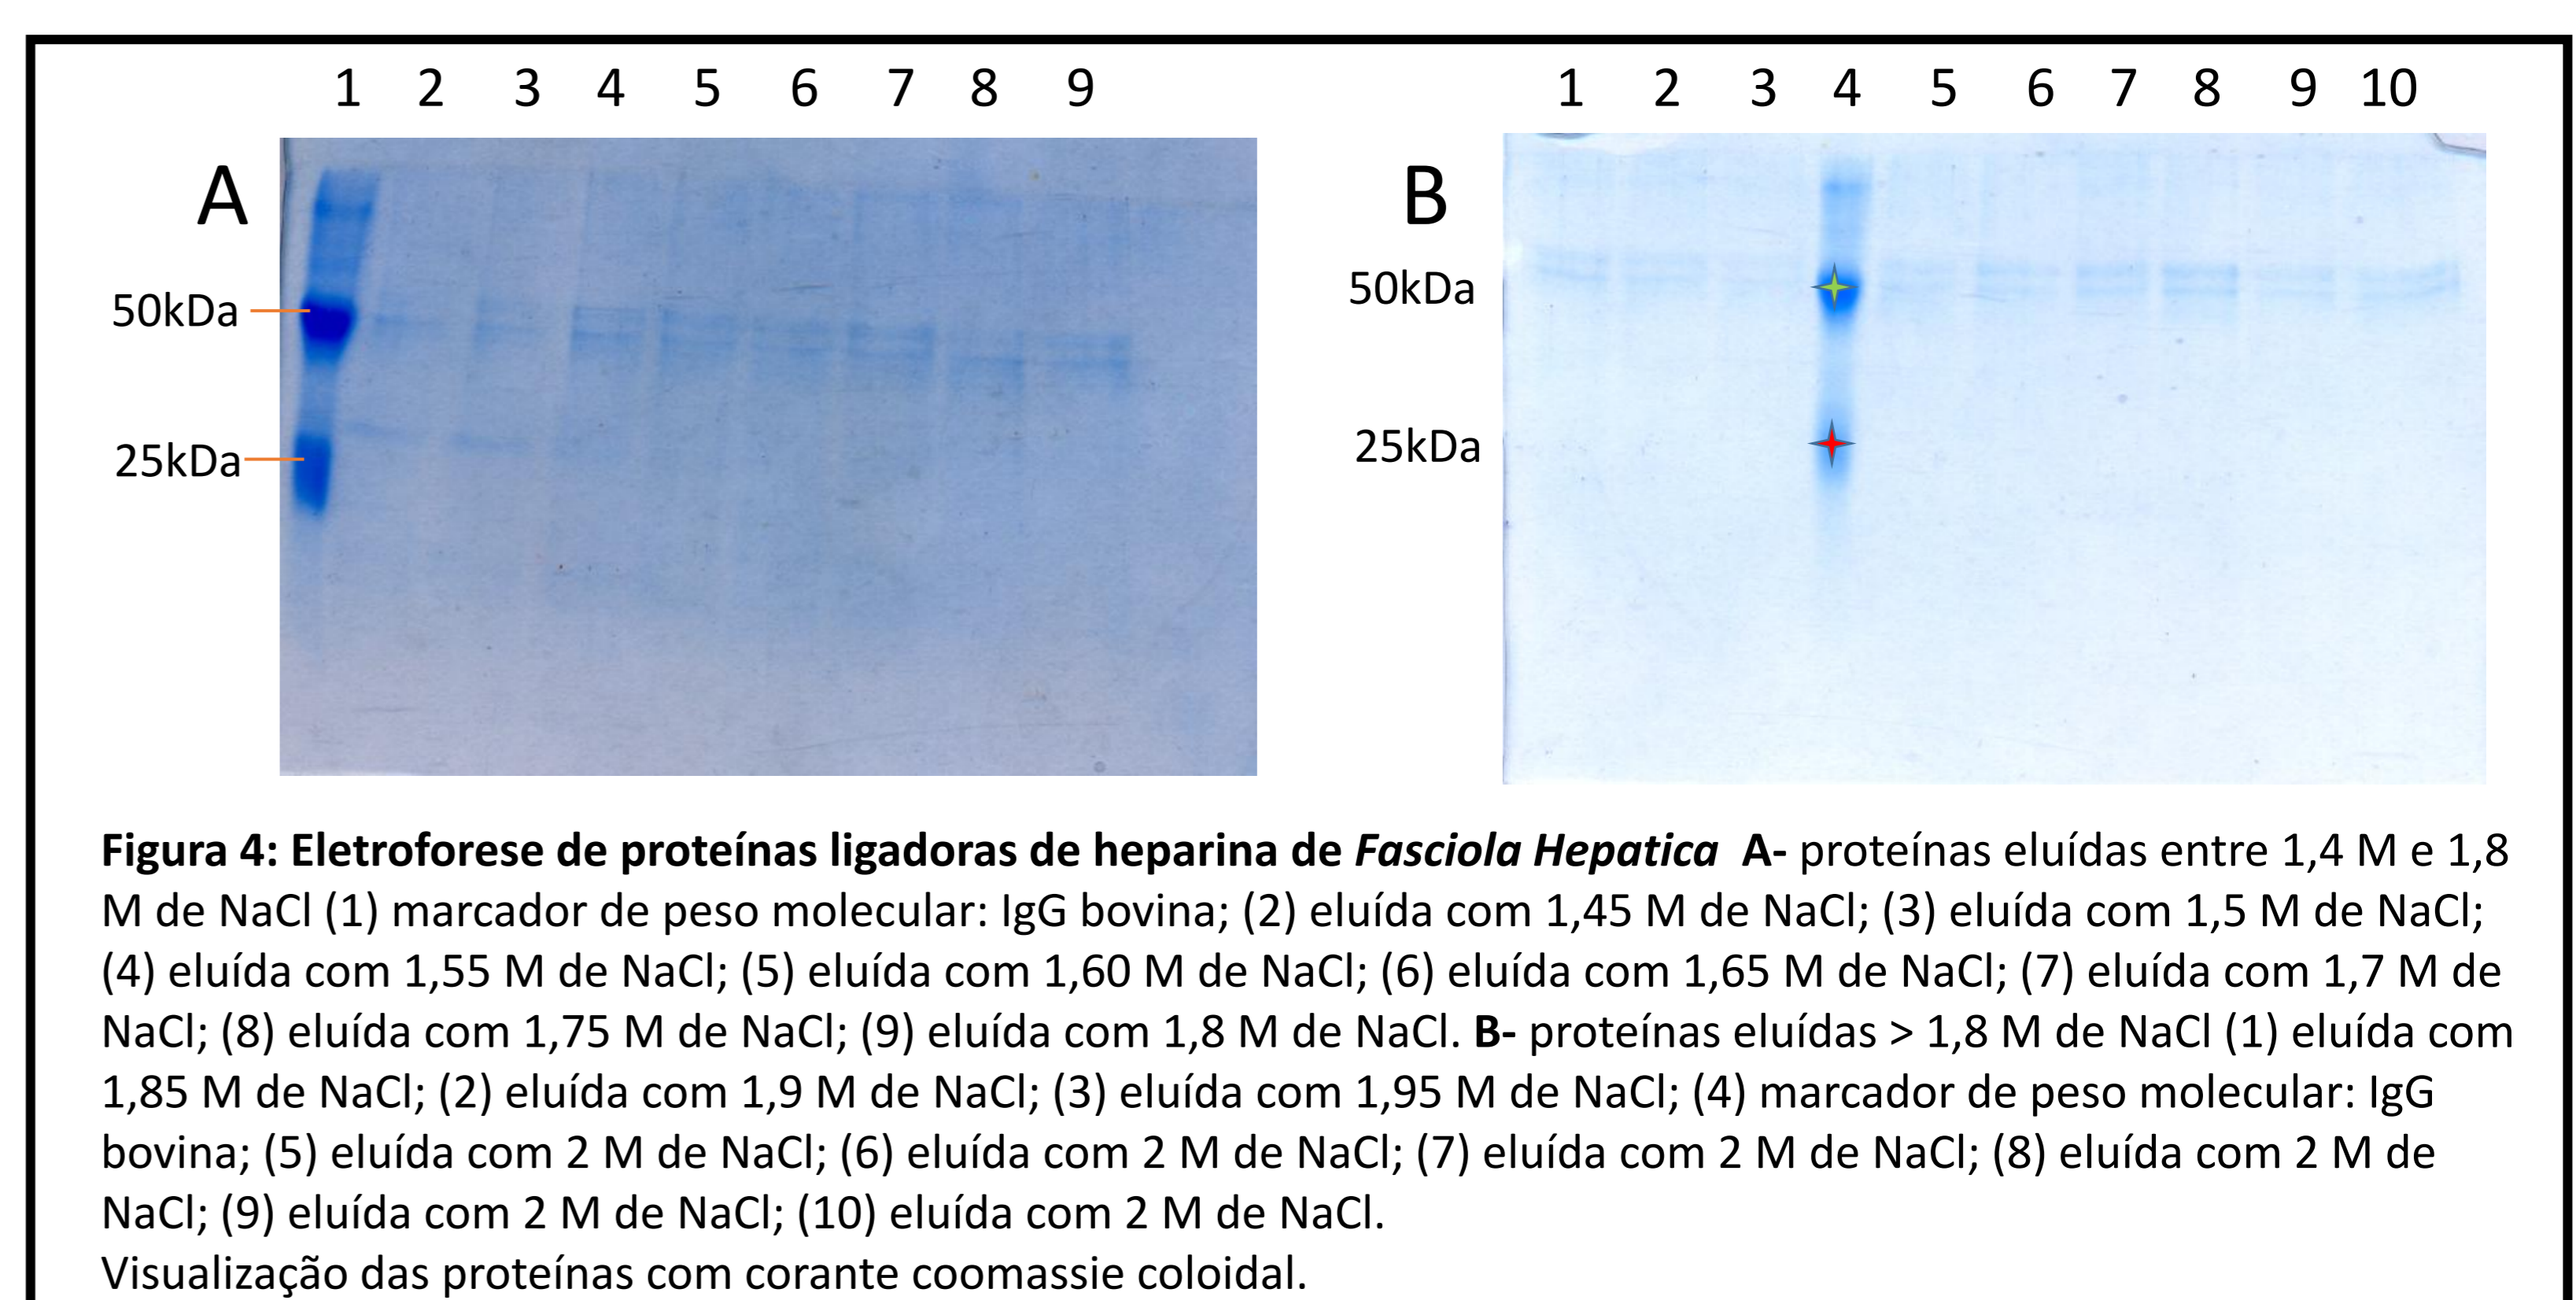 1 2 3 4 5 6 7 8 9
1 2 3 4 5 6 7 8 9 10
A
B
50kDa
25kDa
50kDa
25kDa
Figura 4: Eletroforese de proteínas ligadoras de heparina de Fasciola Hepatica A- proteínas eluídas entre 1,4 M e 1,8
M de NaCl (1) marcador de peso molecular: IgG bovina; (2) eluída com 1,45 M de NaCl; (3) eluída com 1,5 M de NaCl;
(4) eluída com 1,55 M de NaCl; (5) eluída com 1,60 M de NaCl; (6) eluída com 1,65 M de NaCl; (7) eluída com 1,7 M de
NaCl; (8) eluída com 1,75 M de NaCl; (9) eluída com 1,8 M de NaCl. B- proteínas eluídas > 1,8 M de NaCl (1) eluída com
1,85 M de NaCl; (2) eluída com 1,9 M de NaCl; (3) eluída com 1,95 M de NaCl; (4) marcador de peso molecular: IgG
bovina; (5) eluída com 2 M de NaCl; (6) eluída com 2 M de NaCl; (7) eluída com 2 M de NaCl; (8) eluída com 2 M de
NaCl; (9) eluída com 2 M de NaCl; (10) eluída com 2 M de NaCl.
Visualização das proteínas com corante coomassie coloidal.